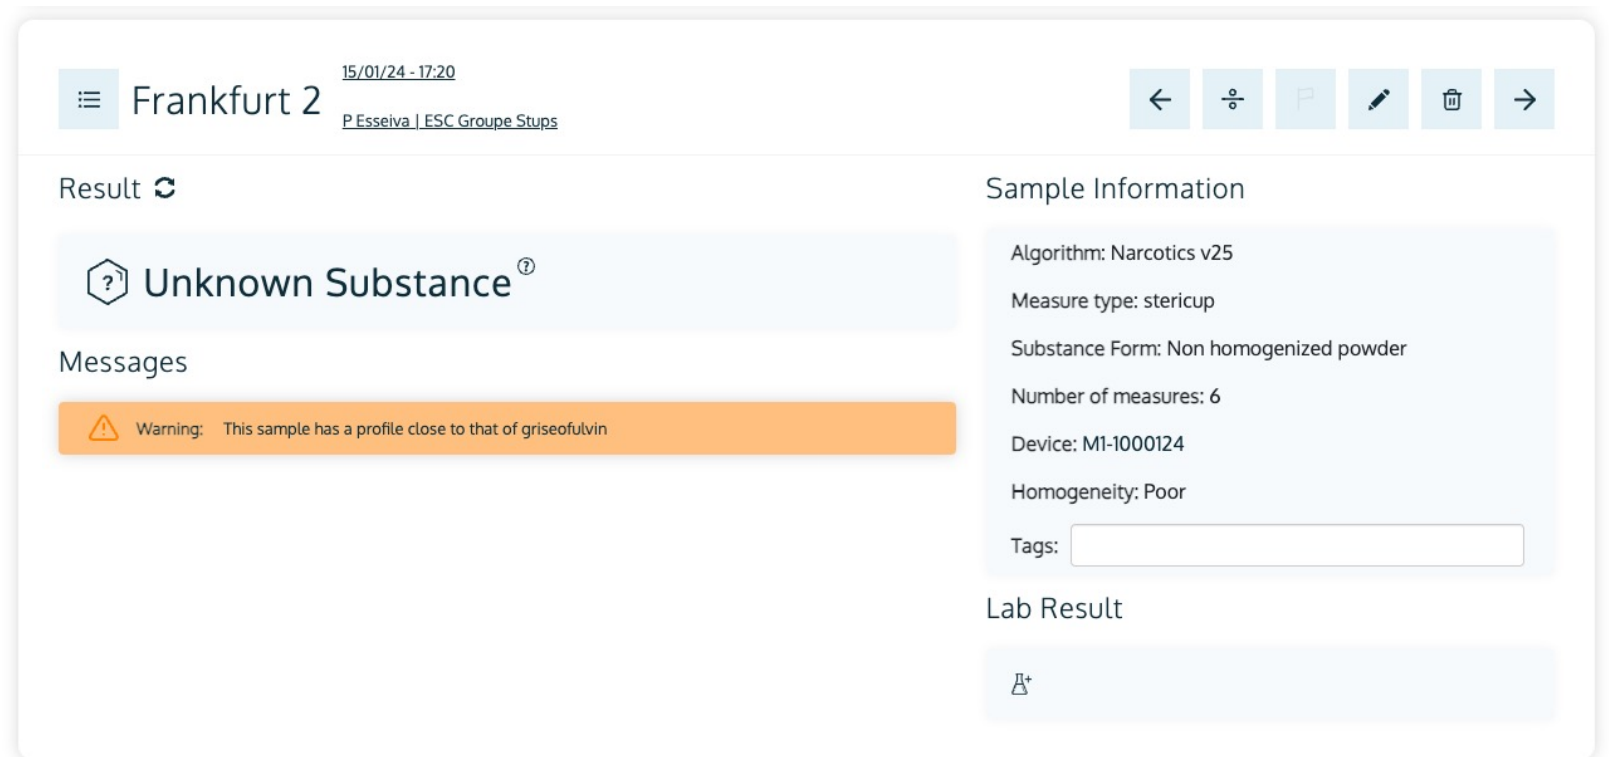 Frankfurt 2
15/01/24 - 17:20
P Esseiva | ESC Groupe Stups
Result
Unknown Substance
Messages
Warning: This sample has a profile close to that of griseofulvin
Sample Information
Algorithm: Narcotics v25
Measure type: stericup
Substance Form: Non homogenized powder
Number of measures: 6
Device: M1-1000124
Homogeneity: Poor
Tags:
Lab Result